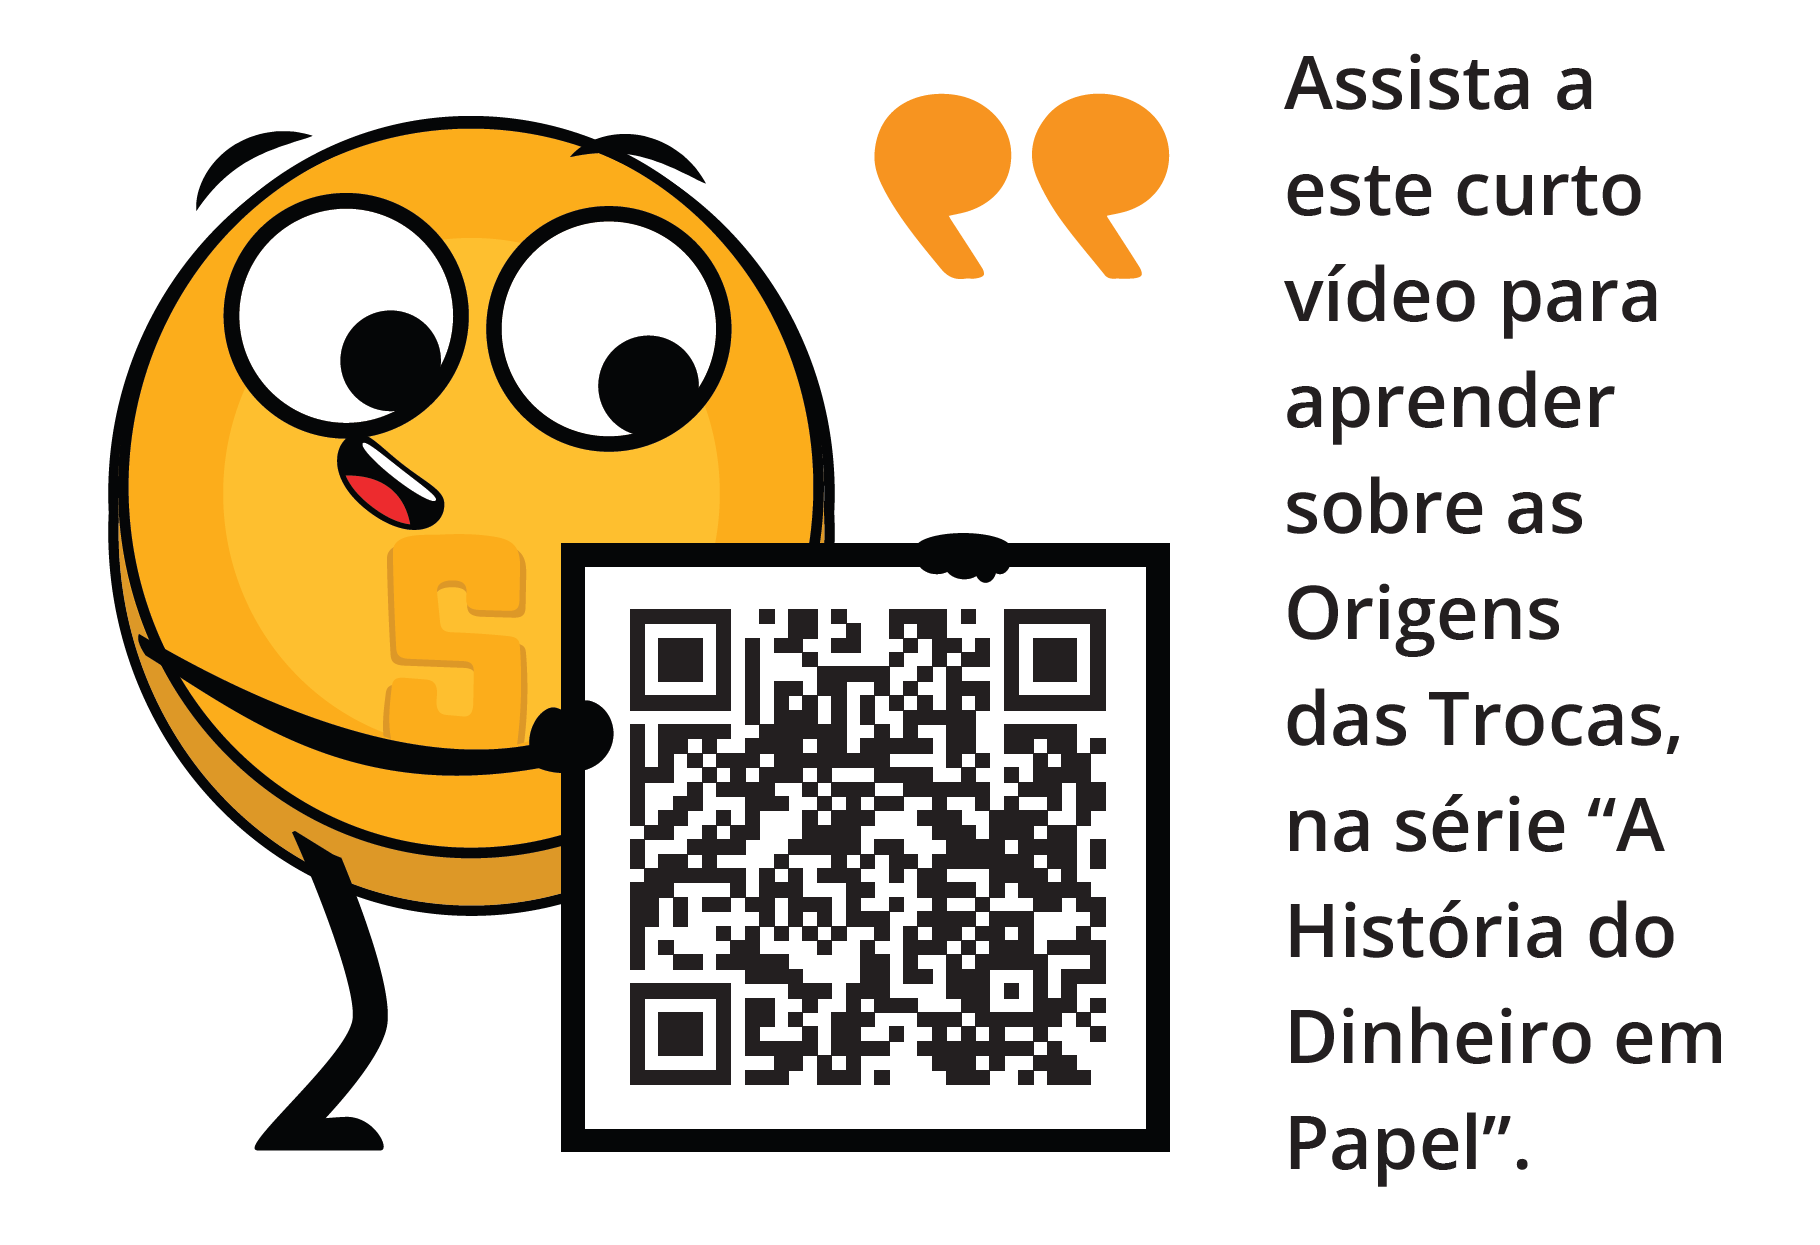 S
Assista a
este curto
vídeo para
aprender
sobre as
Origens
das Trocas,
na série “A
História do
Dinheiro em
Papel”.